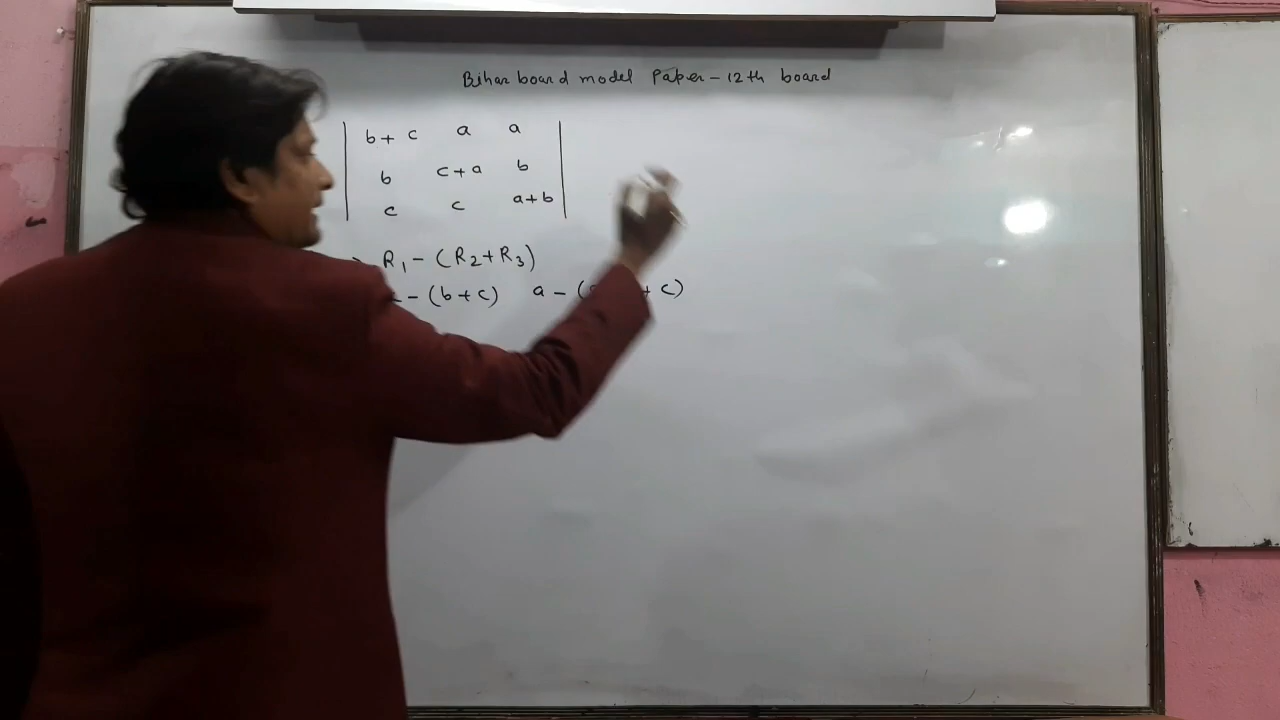 Bihar board model Paper - 12th board
b + c a a
b c + a b
c c a + b
R1 - (R2 + R3)
- (b + c) a - ( + c)